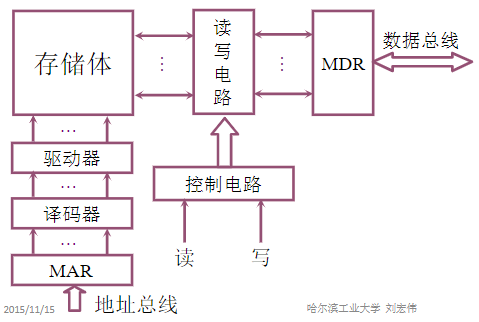 存储体
读
写
电
路
MDR
数据总线
⋮
⋮
…
驱动器
控制电路
…
译码器
…
读
写
MAR
地址总线
2015/11/15
哈尔滨工业大学 刘宏伟